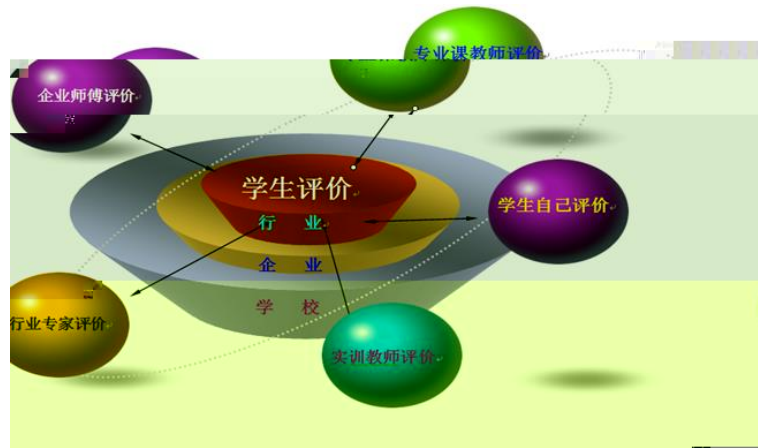 专业课教师评价
企业师傅评价
学生评价
学生自己评价
行 业
企 业
学 校
行业专家评价
实训教师评价